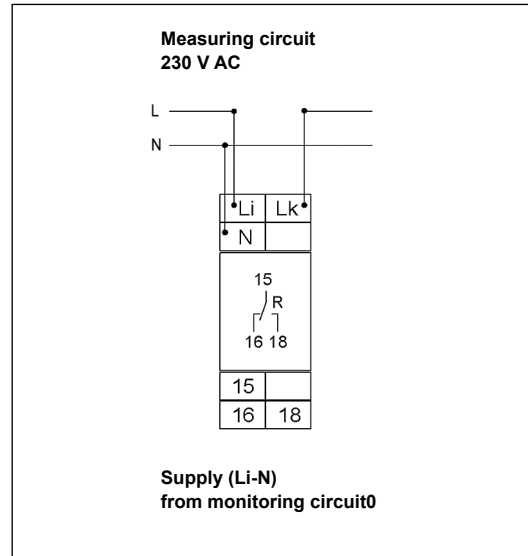 Measuring circuit
230 V AC
L
N
Li Lk
N
15
R
16 18
15
16 18
Supply (Li-N)
from monitoring circuit0